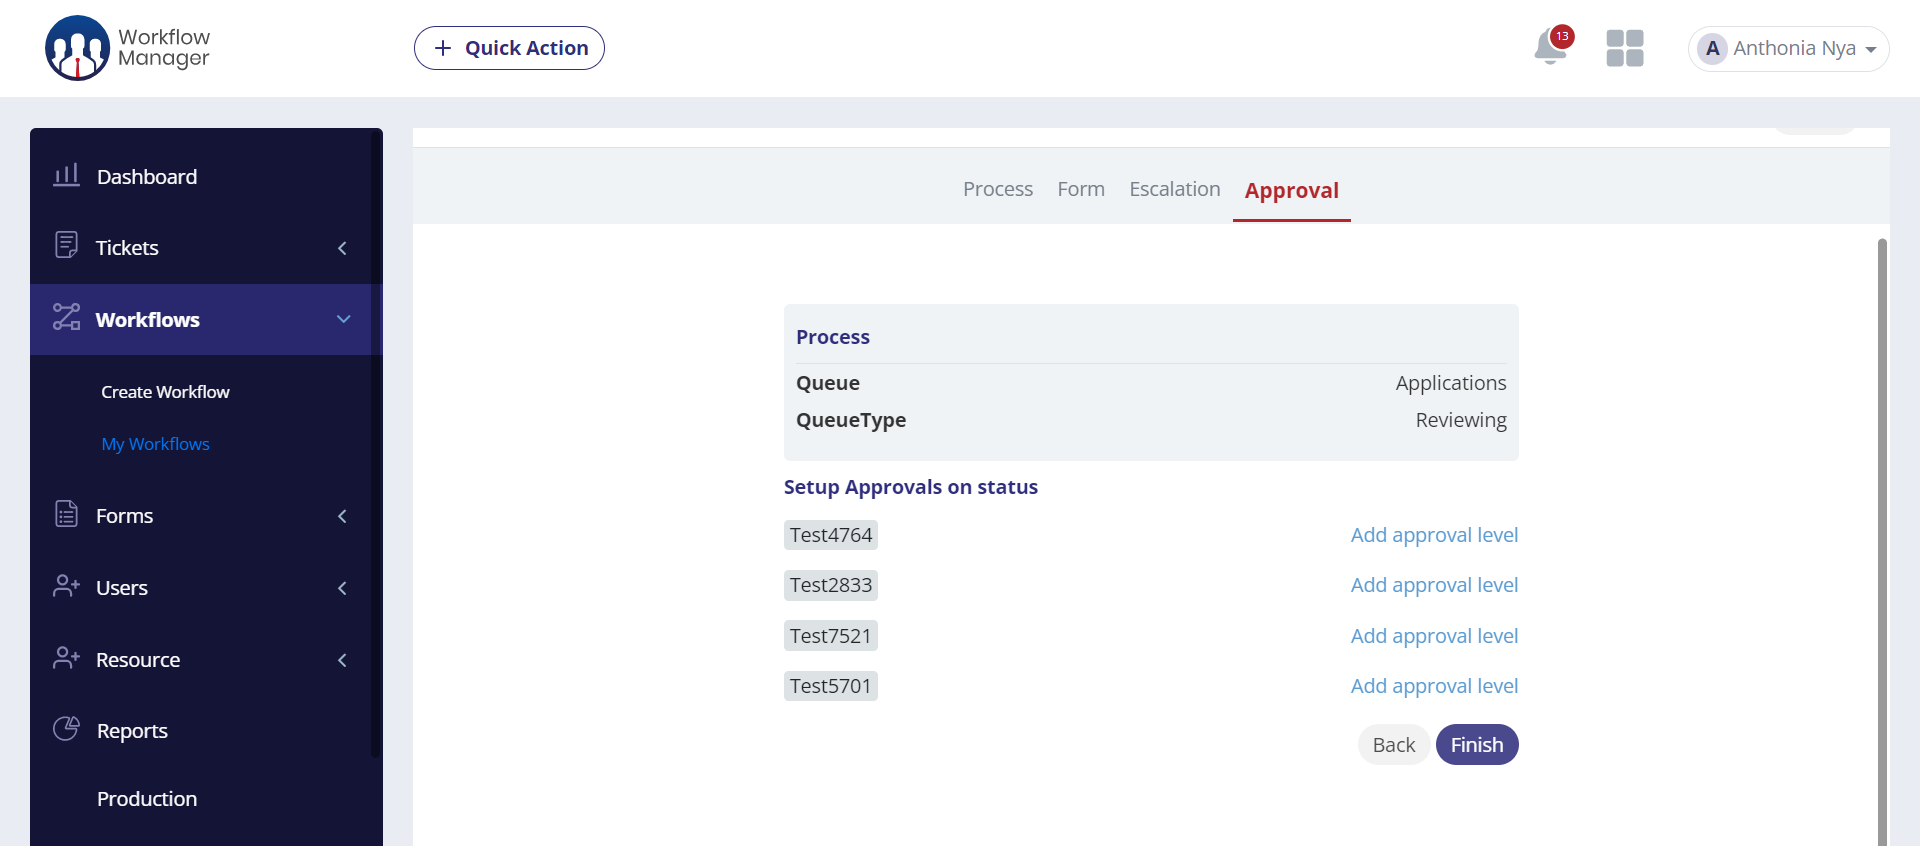 Workflow
Manager
Quick Action
13
A Anthonia Nya
Dashboard
Tickets
Workflows
Create Workflow
My Workflows
Forms
Users
Resource
Reports
Production
Process Form Escalation Approval
Process
Queue Applications
QueueType Reviewing
Setup Approvals on status
Test4764 Add approval level
Test2833 Add approval level
Test7521 Add approval level
Test5701 Add approval level
Back Finish